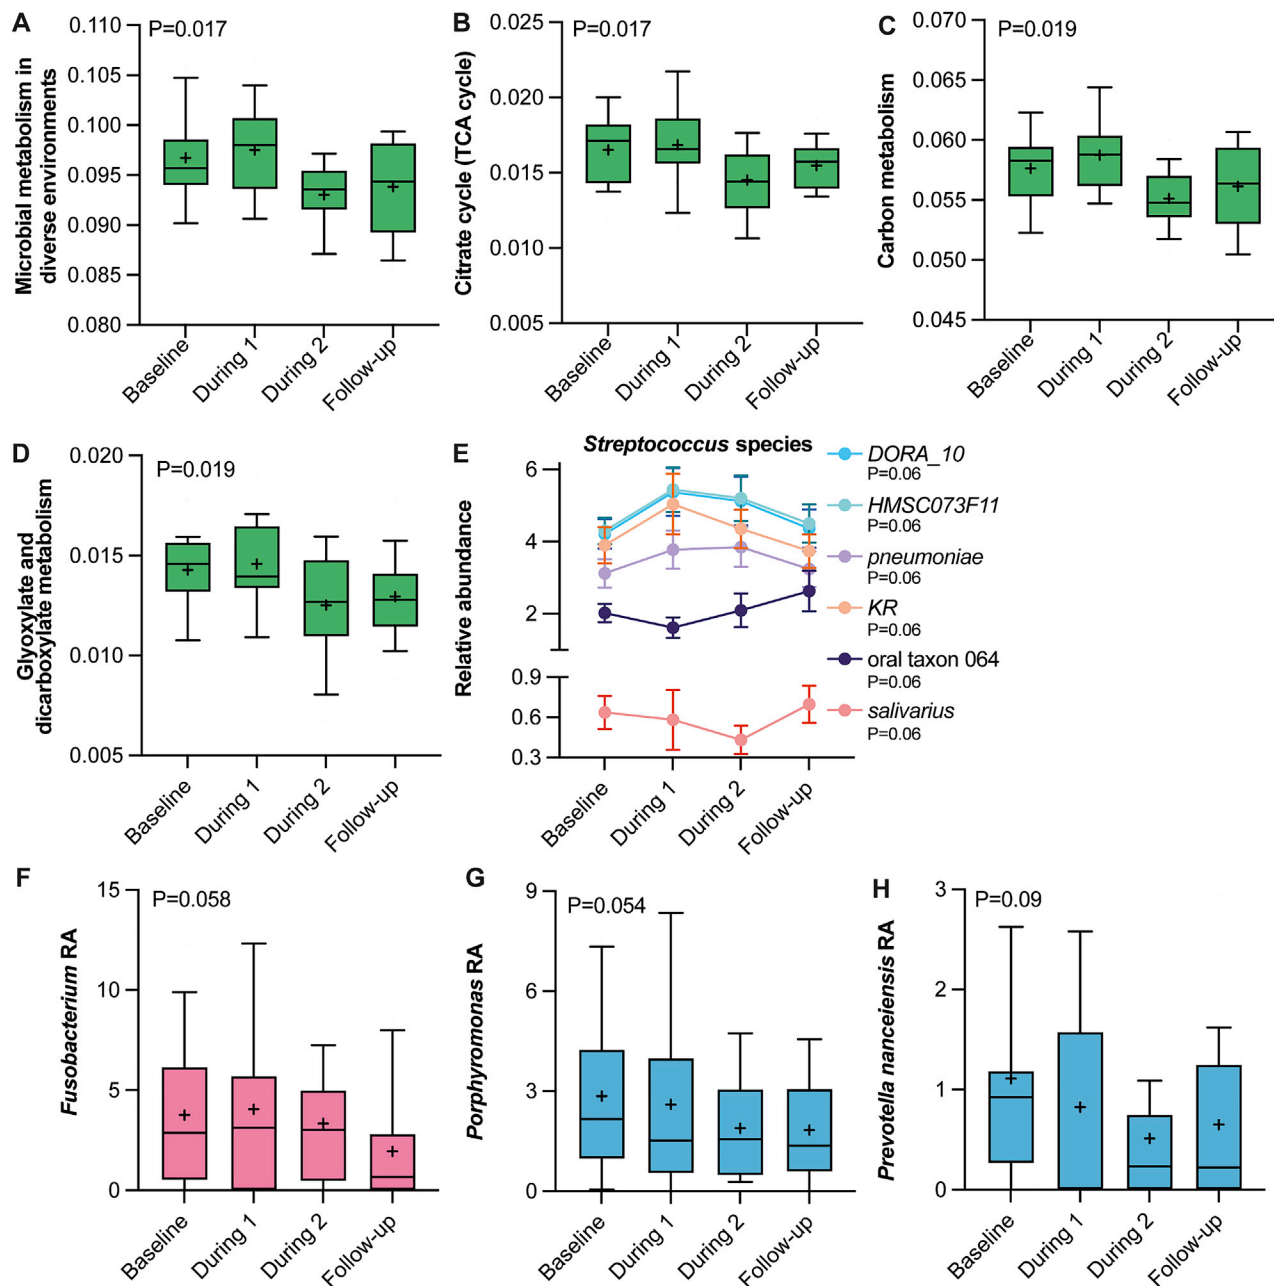 A
P=0.017
Microbial metabolism in
diverse environments
0.110
0.105
0.100
0.095
0.090
0.085
0.080
Baseline
During 1
During 2
Follow-up
B
P=0.017
Citrate cycle (TCA cycle)
0.025
0.020
0.015
0.010
0.005
Baseline
During 1
During 2
Follow-up
C
P=0.019
Carbon metabolism
0.070
0.065
0.060
0.055
0.050
0.045
Baseline
During 1
During 2
Follow-up
D
P=0.019
Glyoxylate and
dicarboxylate metabolism
0.020
0.015
0.010
0.005
Baseline
During 1
During 2
Follow-up
E
Streptococcus species
Relative abundance
6
4
2
0.9
0.6
0.3
Baseline
During 1
During 2
Follow-up
DORA_10
P=0.06
HMSC073F11
P=0.06
pneumoniae
P=0.06
KR
P=0.06
oral taxon 064
P=0.06
salivarius
P=0.06
F
P=0.058
Fusobacterium RA
15
10
5
0
Baseline
During 1
During 2
Follow-up
G
P=0.054
Porphyromonas RA
9
6
3
0
Baseline
During 1
During 2
Follow-up
H
P=0.09
Prevotella nanceiensis RA
3
2
1
0
Baseline
During 1
During 2
Follow-up